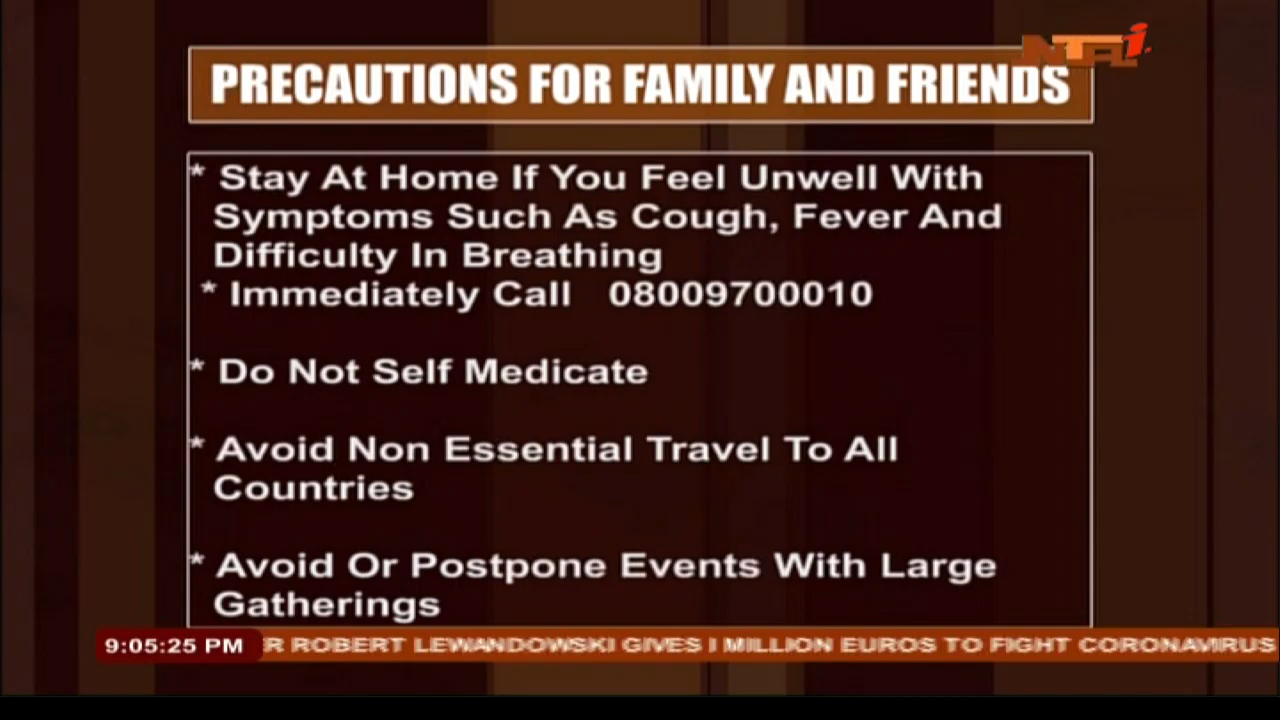 NTAi
PRECAUTIONS FOR FAMILY AND FRIENDS
* Stay At Home If You Feel Unwell With
Symptoms Such As Cough, Fever And
Difficulty In Breathing
* Immediately Call 08009700010
* Do Not Self Medicate
* Avoid Non Essential Travel To All
Countries
* Avoid Or Postpone Events With Large
Gatherings
9:05:25 PM R ROBERT LEWANDOWSKI GIVES I MILLION EUROS TO FIGHT CORONAVIRUS